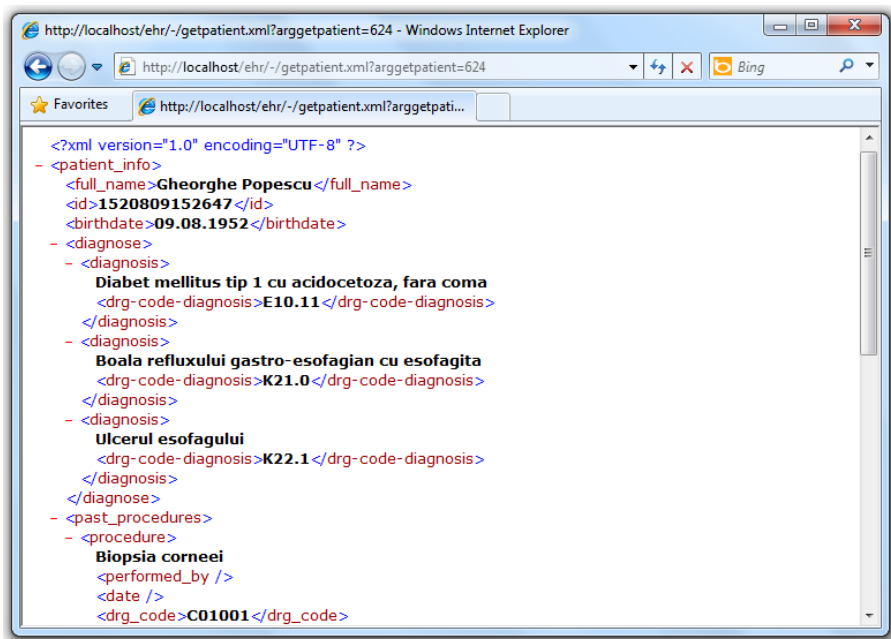 http://localhost/ehr/-/getpatient.xml?arggetpatient=624 - Windows Internet Explorer
http://localhost/ehr/-/getpatient.xml?arggetpatient=624
Bing
Favorites
http://localhost/ehr/-/getpatient.xml?arggetpati...
<?xml version="1.0" encoding="UTF-8" ?>
- <patient_info>
<full_name>Gheorghe Popescu</full_name>
<id>1520809152647</id>
<birthdate>09.08.1952</birthdate>
- <diagnose>
- <diagnosis>
Diabet mellitus tip 1 cu acidocetoza, fara coma
<drg-code-diagnosis>E10.11</drg-code-diagnosis>
</diagnosis>
- <diagnosis>
Boala refluxului gastro-esofagian cu esofagita
<drg-code-diagnosis>K21.0</drg-code-diagnosis>
</diagnosis>
- <diagnosis>
Ulcerul esofagului
<drg-code-diagnosis>K22.1</drg-code-diagnosis>
</diagnosis>
</diagnose>
- <past_procedures>
- <procedure>
Biopsia corneei
<performed_by />
<date />
<drg_code>C01001</drg_code>